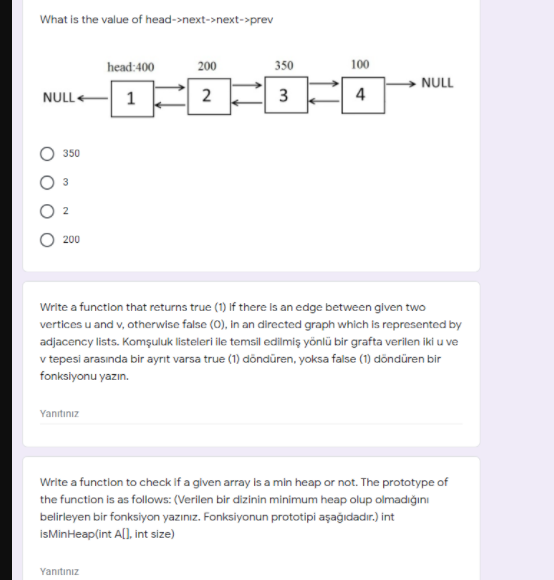 What is the value of head->next->next->prev
head:400 200 350 100
NULL 1 2 3 4 NULL
350
3
2
200
Write a function that returns true (1) if there is an edge between given two
vertices u and v, otherwise false (0), in an directed graph which is represented by
adjacency lists. Komşuluk listeleri ile temsil edilmiş yönlü bir grafta verilen iki u ve
v tepesi arasında bir ayrıt varsa true (1) döndüren, yoksa false (1) döndüren bir
fonksiyonu yazın.
Yanıtınız
Write a function to check if a given array is a min heap or not. The prototype of
the function is as follows: (Verilen bir dizinin minimum heap olup olmadığını
belirleyen bir fonksiyon yazınız. Fonksiyonun prototipi aşağıdadır.) int
isMinHeap(int A[], int size)
Yanıtınız